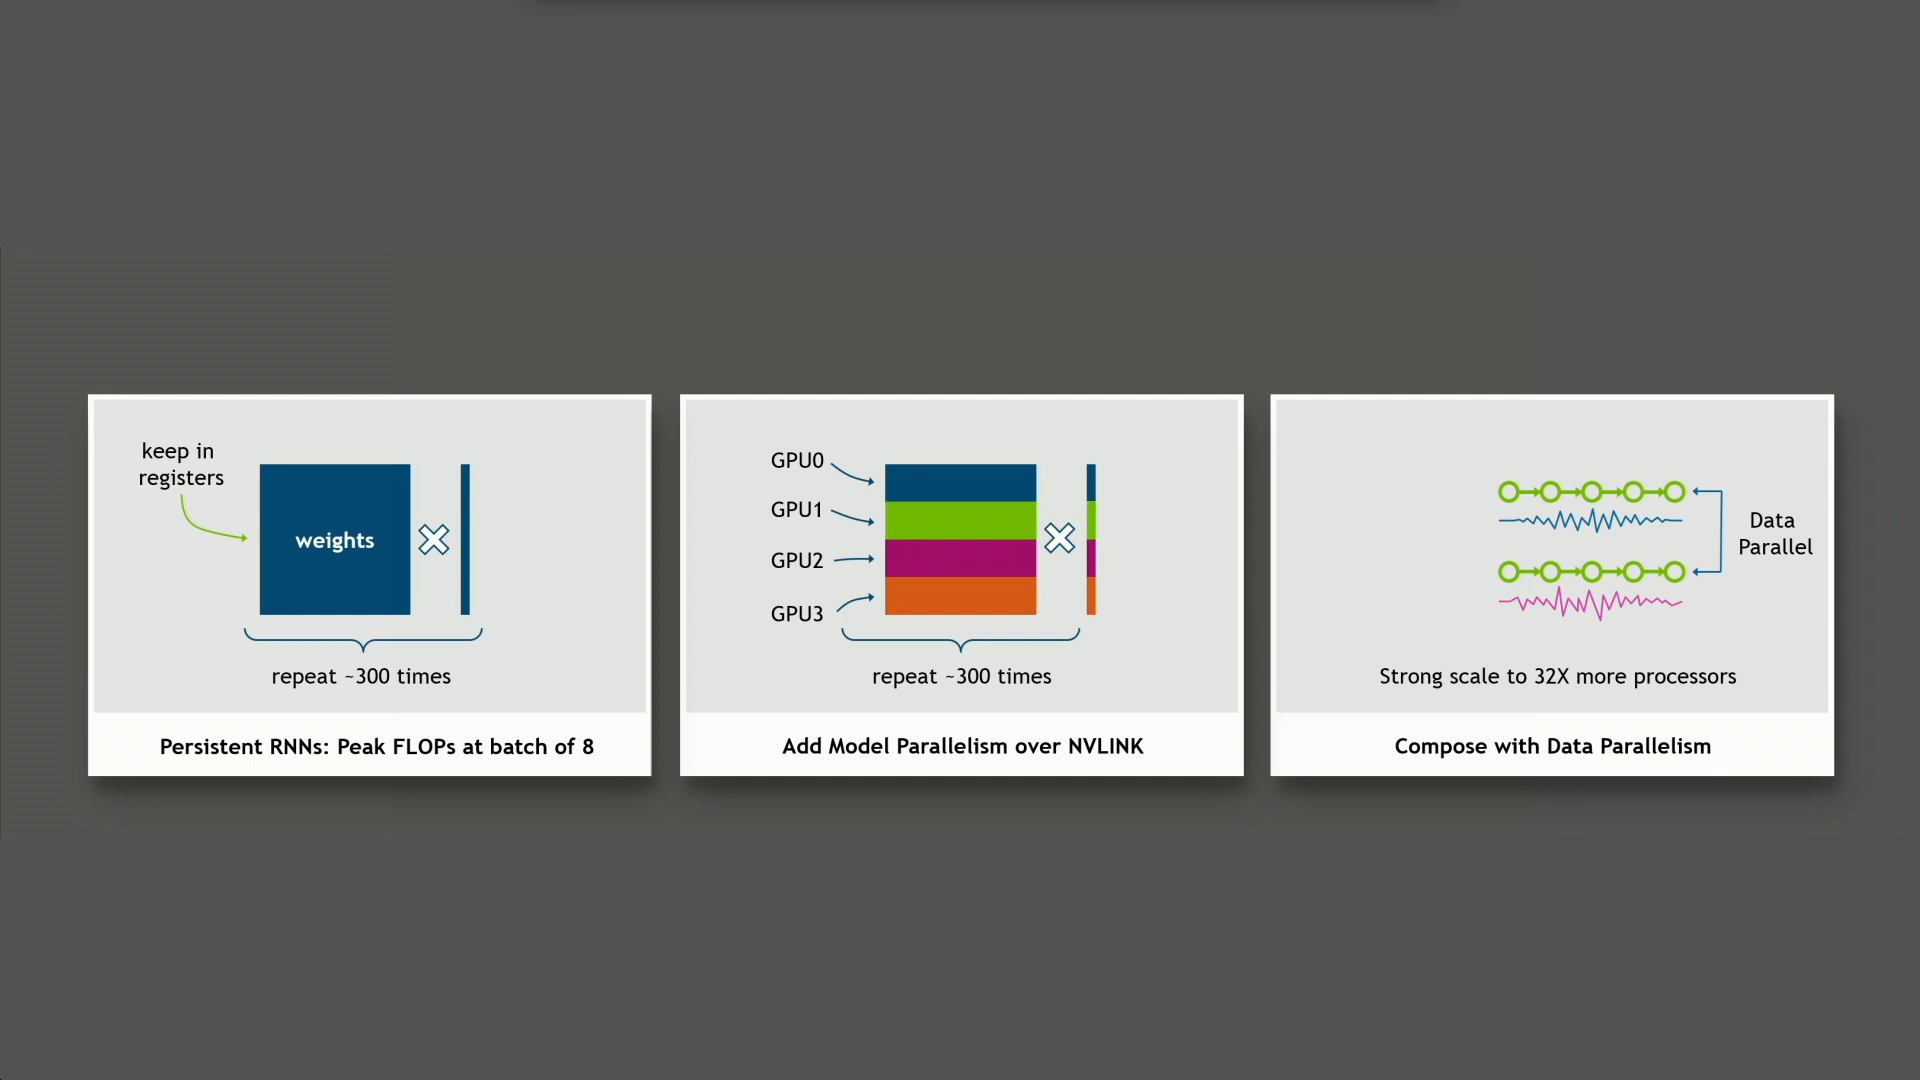 keep in
registers
weights
repeat ~300 times
Persistent RNNs: Peak FLOPs at batch of 8
GPU0
GPU1
GPU2
GPU3
repeat ~300 times
Add Model Parallelism over NVLINK
Data
Parallel
Strong scale to 32X more processors
Compose with Data Parallelism